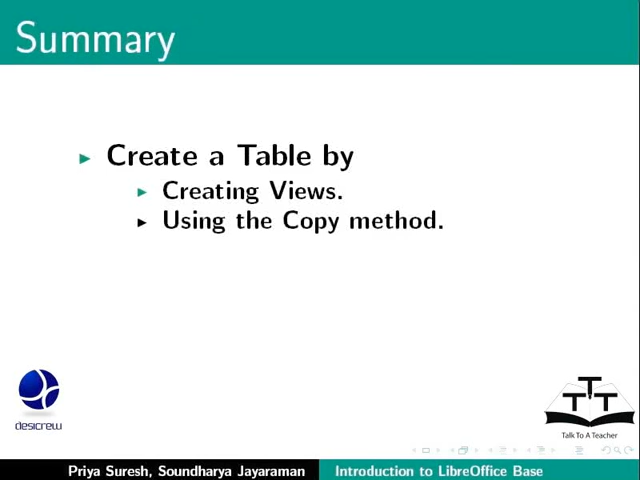 Summary
Create a Table by
Creating Views.
Using the Copy method.
desicrew
T T T
Talk To A Teacher
Priya Suresh, Soundharya Jayaraman
Introduction to LibreOffice Base